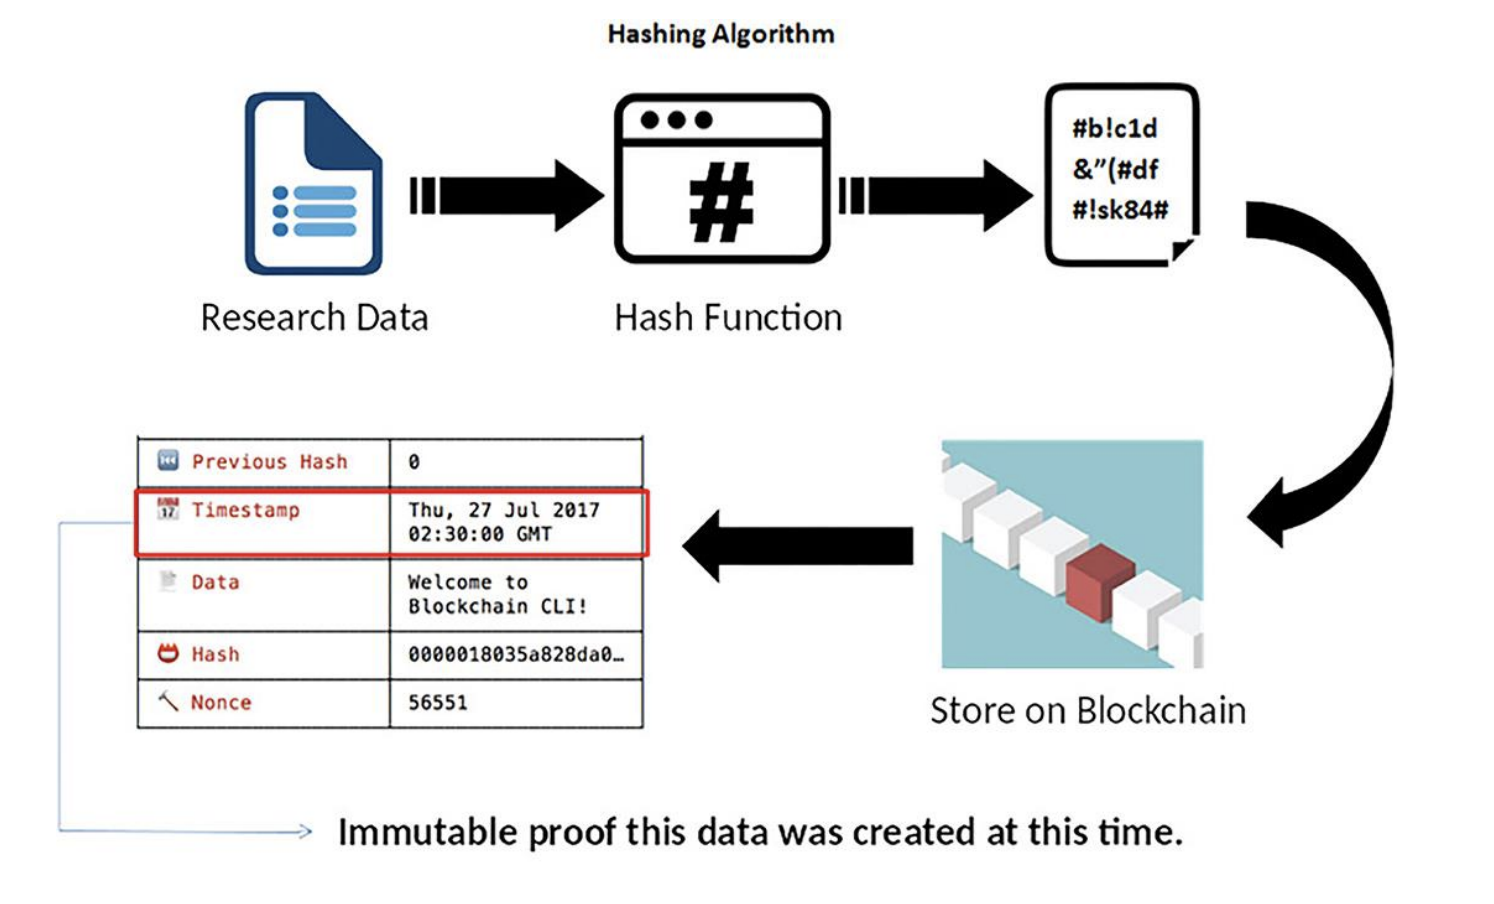 Hashing Algorithm
#
#b!c1d
&”(#df
#!sk84#
Research Data
Hash Function
Previous Hash
0
17
Timestamp
Thu, 27 Jul 2017
02:30:00 GMT
Data
Welcome to
Blockchain CLI!
Hash
0000018035a828da0…
Nonce
56551
Store on Blockchain
Immutable proof this data was created at this time.